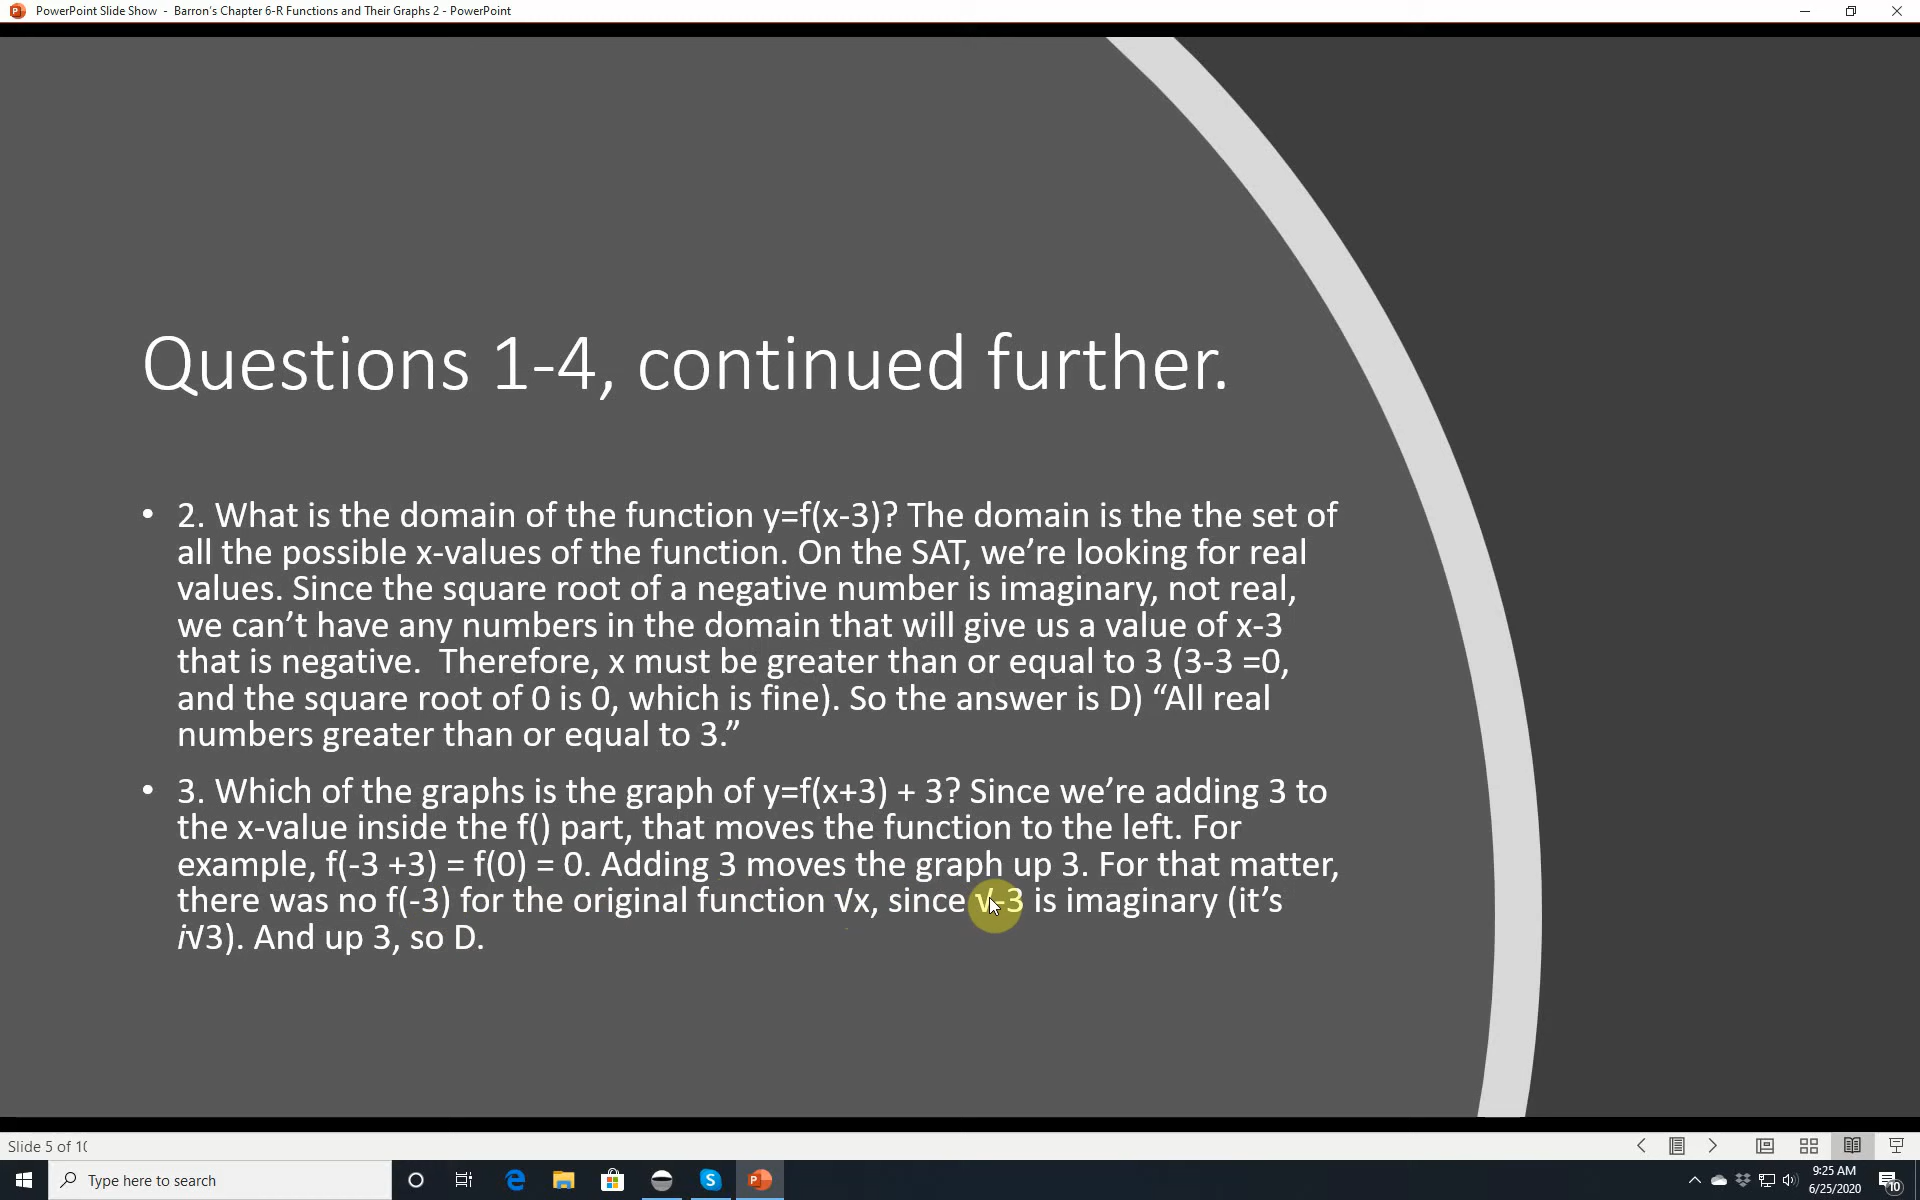 PowerPoint Slide Show - Barron's Chapter 6-R Functions and Their Graphs 2 - PowerPoint
Questions 1-4, continued further.
• 2. What is the domain of the function y=f(x-3)? The domain is the the set of
all the possible x-values of the function. On the SAT, we’re looking for real
values. Since the square root of a negative number is imaginary, not real,
we can’t have any numbers in the domain that will give us a value of x-3
that is negative.  Therefore, x must be greater than or equal to 3 (3-3 =0,
and the square root of 0 is 0, which is fine). So the answer is D) “All real
numbers greater than or equal to 3.”
• 3. Which of the graphs is the graph of y=f(x+3) + 3? Since we’re adding 3 to
the x-value inside the f() part, that moves the function to the left. For
example, f(-3 +3) = f(0) = 0. Adding 3 moves the graph up 3. For that matter,
there was no f(-3) for the original function √x, since √-3 is imaginary (it’s
i√3). And up 3, so D.
Slide 5 of 10
Type here to search
9:25 AM
6/25/2020
10